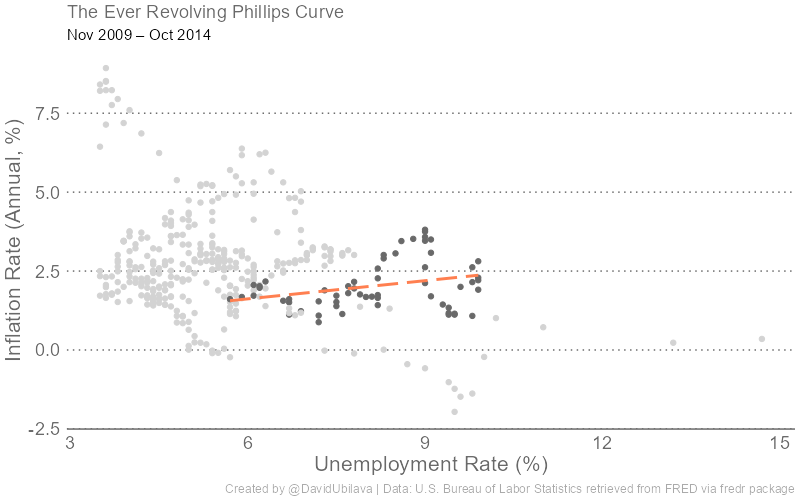 The Ever Revolving Phillips Curve
Nov 2009 – Oct 2014
Inflation Rate (Annual, %)
7.5
5.0
2.5
0.0
-2.5
3 6 9 12 15
Unemployment Rate (%)
Created by @DavidUbilava | Data: U.S. Bureau of Labor Statistics retrieved from FRED via fredr package